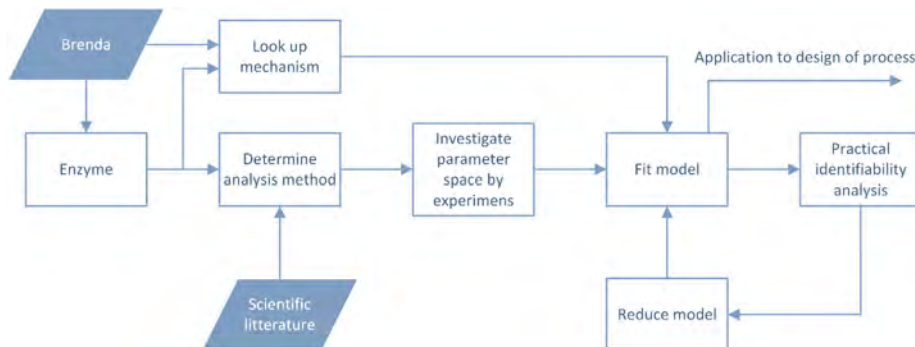 Brenda
Look up
mechanism
Application to design of process
Enzyme
Determine
analysis method
Investigate
parameter
space by
experimens
Fit model
Practical
identifiability
analysis
Scientific
litterature
Reduce model